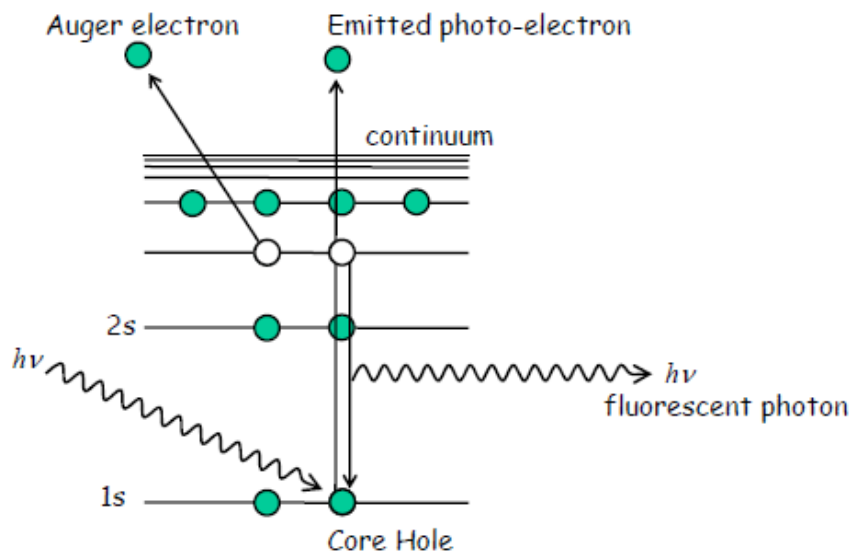 Auger electron
Emitted photo-electron
continuum
2s
hν
hν
fluorescent photon
1s
Core Hole